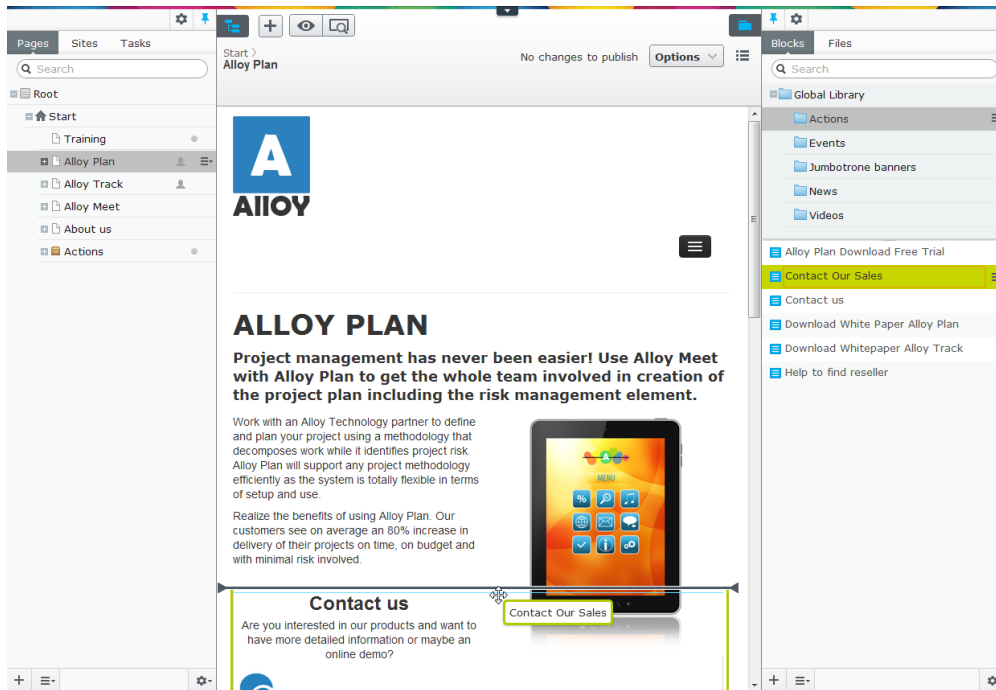 Pages Sites Tasks
Search
Root
Start
Training
Alloy Plan
Alloy Track
Alloy Meet
About us
Actions
Start
Alloy Plan
No changes to publish
Options
A
AllOY
ALLOY PLAN
Project management has never been easier! Use Alloy Meet
with Alloy Plan to get the whole team involved in creation of
the project plan including the risk management element.
Work with an Alloy Technology partner to define
and plan your project using a methodology that
decomposes work while it identifies project risk.
Alloy Plan will support any project methodology
efficiently as the system is totally flexible in terms
of setup and use.
Realize the benefits of using Alloy Plan. Our
customers see on average an 80% increase in
delivery of their projects on time, on budget and
with minimal risk involved.
A
MENU
%
Contact us
Are you interested in our products and want to
have more detailed information or maybe an
online demo?
Contact Our Sales
Blocks Files
Search
Global Library
Actions
Events
Jumbotrone banners
News
Videos
Alloy Plan Download Free Trial
Contact Our Sales
Contact us
Download White Paper Alloy Plan
Download Whitepaper Alloy Track
Help to find reseller